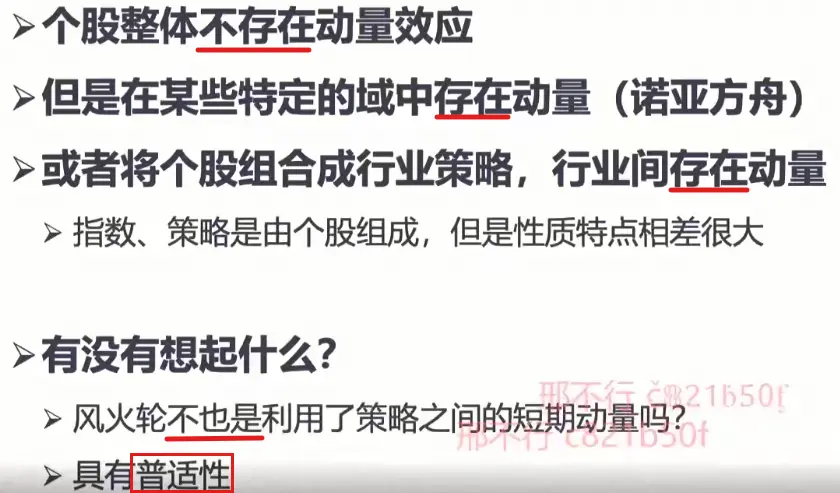 ➢个股整体不存在动量效应
➢但是在某些特定的域中存在动量（诺亚方舟）
➢或者将个股组合成行业策略，行业间存在动量
➢指数、策略是由个股组成，但是性质特点相差很大
➢有没有想起什么？
➢风火轮不也是利用了策略之间的短期动量吗？
➢具有普适性
邢不行 c821b50f
邢不行 c821b50f